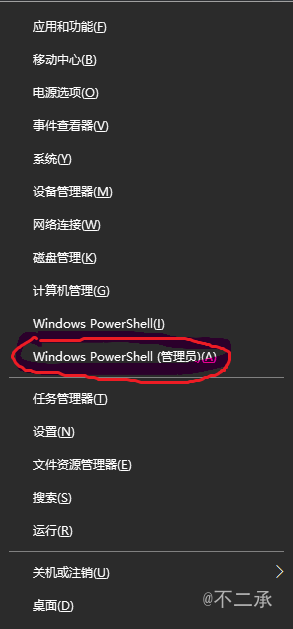 应用和功能(F)
移动中心(B)
电源选项(O)
事件查看器(V)
系统(Y)
设备管理器(M)
网络连接(W)
磁盘管理(K)
计算机管理(G)
Windows PowerShell(I)
Windows PowerShell (管理员)(A)
任务管理器(T)
设置(N)
文件资源管理器(E)
搜索(S)
运行(R)
关机或注销(U)
桌面(D)
@不二承